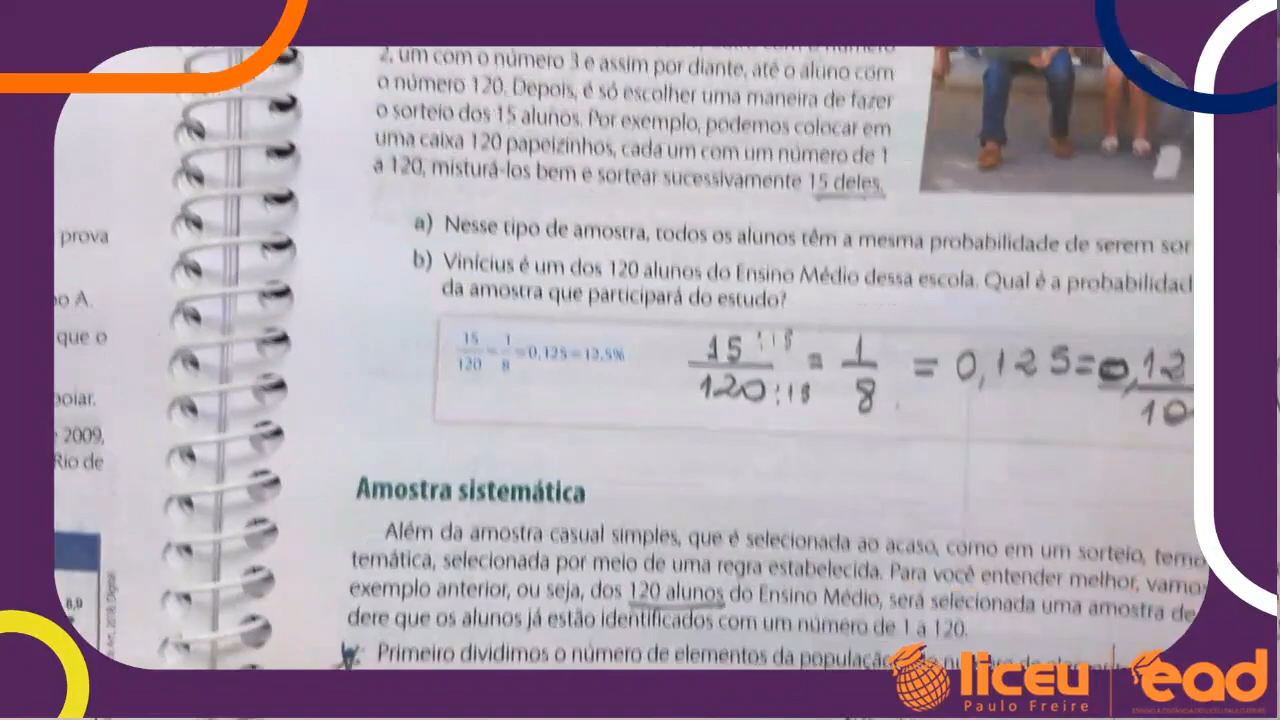 2, um com o número 3 e assim por diante, até o aluno com
o número 120. Depois, é só escolher uma maneira de fazer
o sorteio dos 15 alunos. Por exemplo, podemos colocar em
uma caixa 120 papeizinhos, cada um com um número de 1
a 120, misturá-los bem e sortear sucessivamente 15 deles.
a) Nesse tipo de amostra, todos os alunos têm a mesma probabilidade de serem sor
b) Vinícius é um dos 120 alunos do Ensino Médio dessa escola. Qual é a probabilidad
da amostra que participará do estudo?
15/120 = 1/8 = 0,125 = 12,5%
15 :15 / 120 :15 = 1/8 = 0,125 = 0,12 / 10
Amostra sistemática
Além da amostra casual simples, que é selecionada ao acaso, como em um sorteio, temo
temática, selecionada por meio de uma regra estabelecida. Para você entender melhor, vamo
exemplo anterior, ou seja, dos 120 alunos do Ensino Médio, será selecionada uma amostra de
dere que os alunos já estão identificados com um número de 1 a 120.
Primeiro dividimos o número de elementos da população
prova
no A.
que o
poiar.
2009,
Rio de
8,9
liceu
Paulo Freire
ead